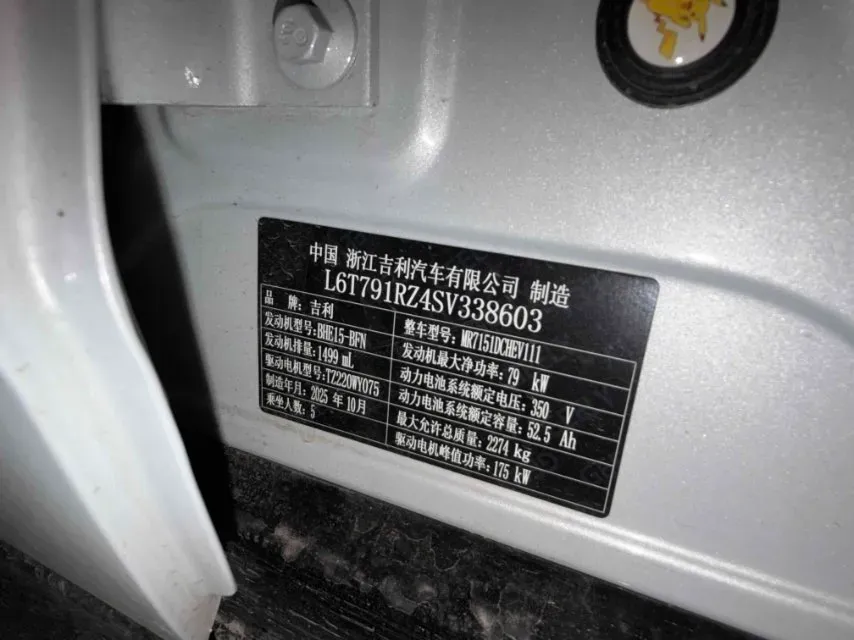 中国 浙江吉利汽车有限公司 制造
L6T791RZ4SV338603
品 牌：吉利
整车型号：MR7151DCHEV111
发动机型号：BHE15-BFN
发动机最大净功率：79 kW
发动机排量：1499 mL
动力电池系统额定电压：350 V
驱动电机型号：TZ220WY075
动力电池系统额定容量：52.5 Ah
制造年月：2025 年 10月
最大允许总质量：2274 kg
乘坐人数：5
驱动电机峰值功率：175 kW